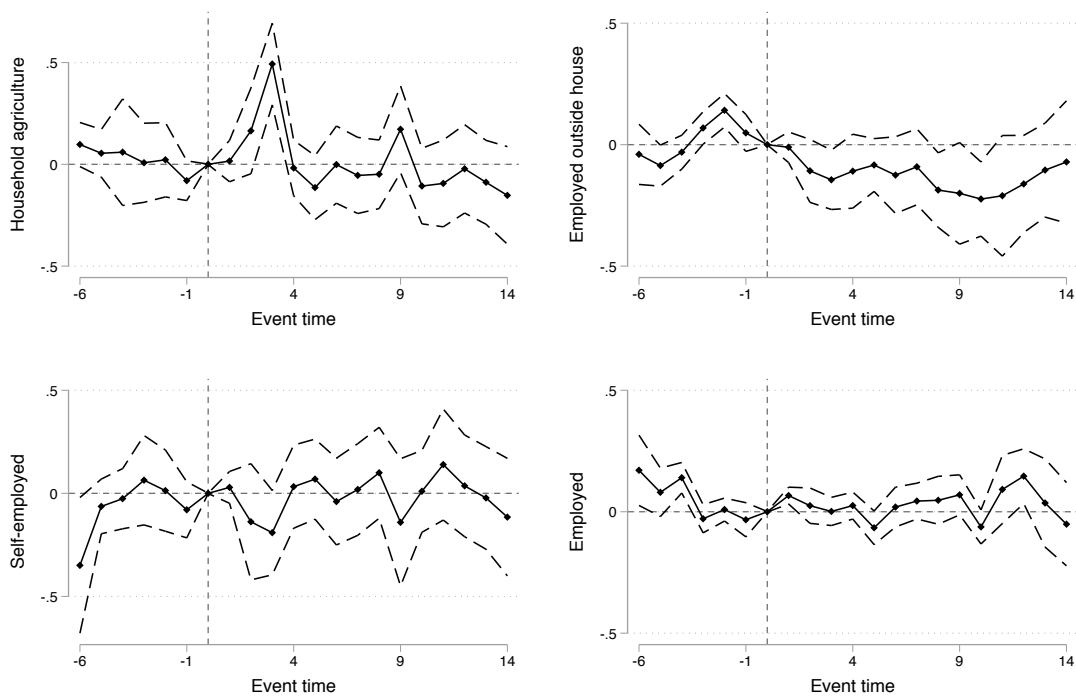 Household agriculture
.5
0
-.5
-6 -1 4 9 14
Event time
Employed outside house
.5
0
-.5
-6 -1 4 9 14
Event time
Self-employed
.5
0
-.5
-6 -1 4 9 14
Event time
Employed
.5
0
-.5
-6 -1 4 9 14
Event time